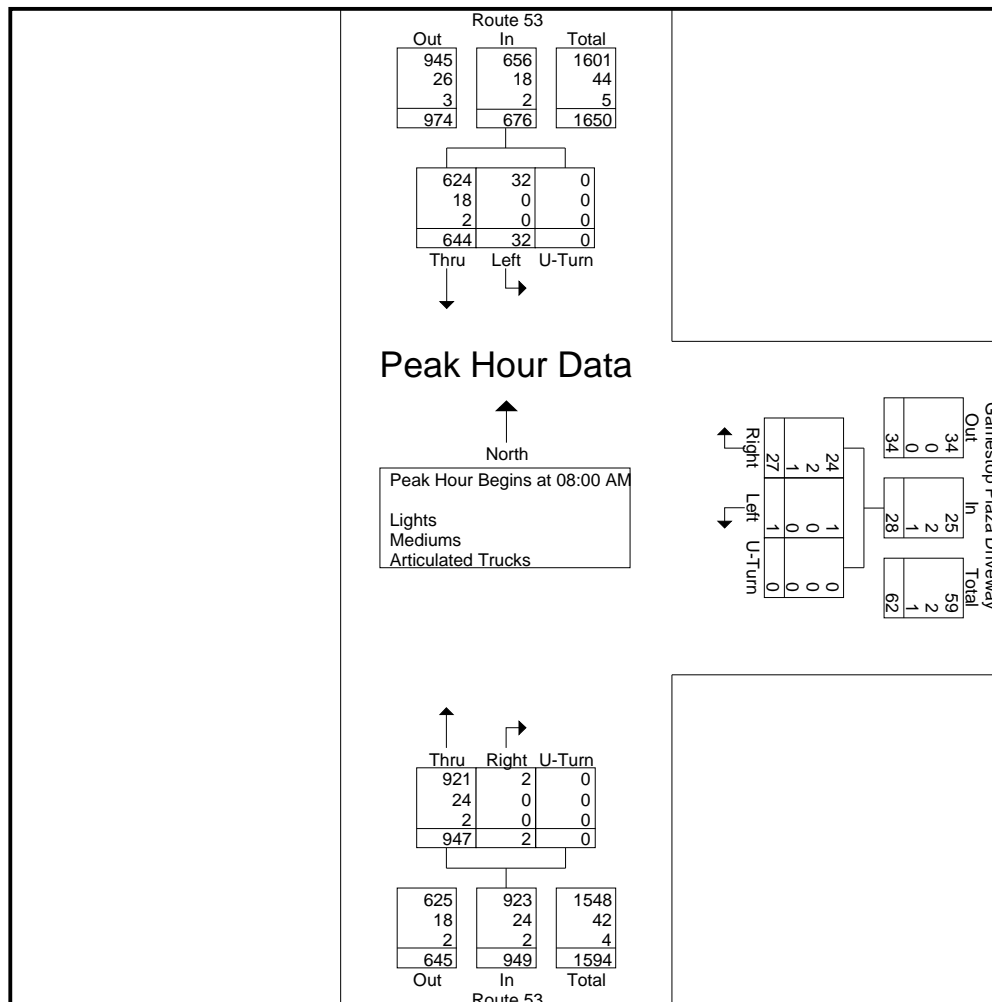 Route 53
Out In Total
945 656 1601
26 18 44
3 2 5
974 676 1650
624 32 0
18 0 0
2 0 0
644 32 0
Thru Left U-Turn
Peak Hour Data
North
Peak Hour Begins at 08:00 AM
Lights
Mediums
Articulated Trucks
Gamestop Plaza Driveway
Out In Total
34 25 59
0 2 2
0 1 1
34 28 62
24 1 0
2 0 0
1 0 0
27 1 0
Right Left U-Turn
Thru Right U-Turn
921 2 0
24 0 0
2 0 0
947 2 0
625 923 1548
18 24 42
2 2 4
645 949 1594
Out In Total
Route 53